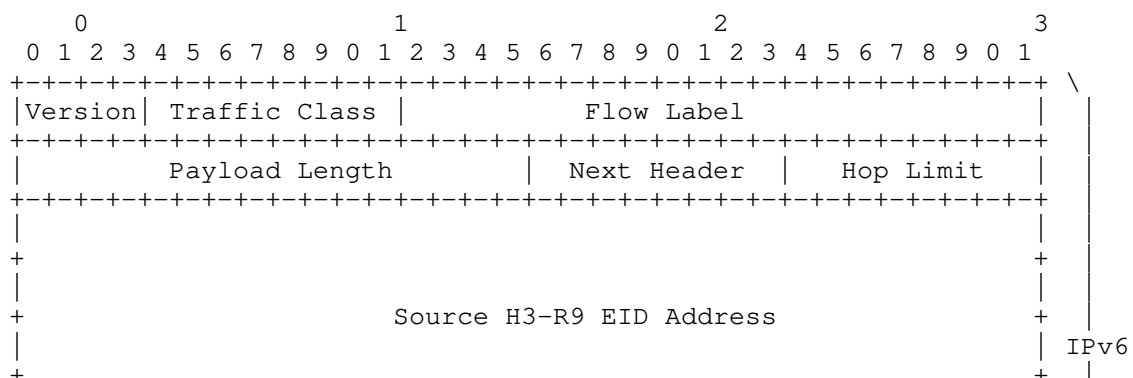 0                   1                   2                   3
0 1 2 3 4 5 6 7 8 9 0 1 2 3 4 5 6 7 8 9 0 1 2 3 4 5 6 7 8 9 0 1
+-+-+-+-+-+-+-+-+-+-+-+-+-+-+-+-+-+-+-+-+-+-+-+-+-+-+-+-+-+-+-+-+ \
|Version| Traffic Class |           Flow Label                  |  |
+-+-+-+-+-+-+-+-+-+-+-+-+-+-+-+-+-+-+-+-+-+-+-+-+-+-+-+-+-+-+-+-+  |
|         Payload Length        |  Next Header  |   Hop Limit   |  |
+-+-+-+-+-+-+-+-+-+-+-+-+-+-+-+-+-+-+-+-+-+-+-+-+-+-+-+-+-+-+-+-+  |
|                                                               |  |
+                                                               +  |
|                                                               |  |
+                       Source H3-R9 EID Address                +  |
|                                                               | IPv6
+                                                               +  |